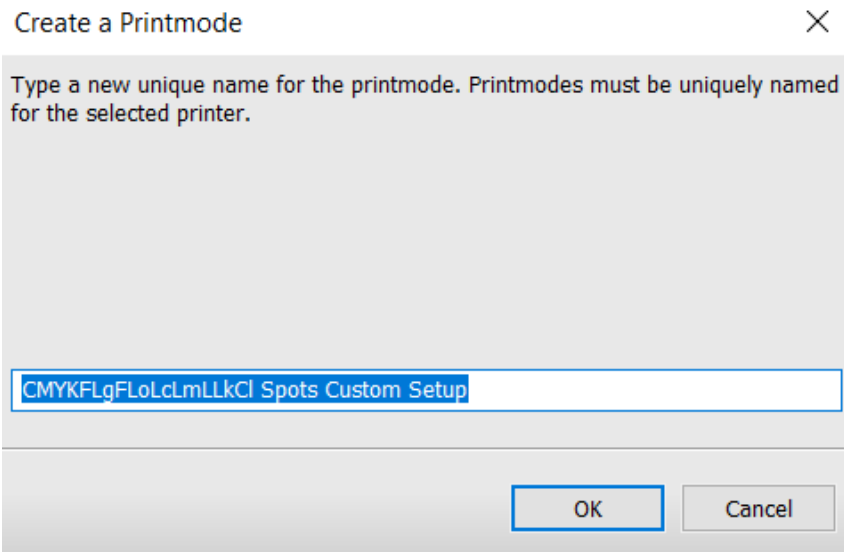 Create a Printmode
Type a new unique name for the printmode. Printmodes must be uniquely named
for the selected printer.
CMYKFLgFLoLcLmLLkCl Spots Custom Setup
OK
Cancel